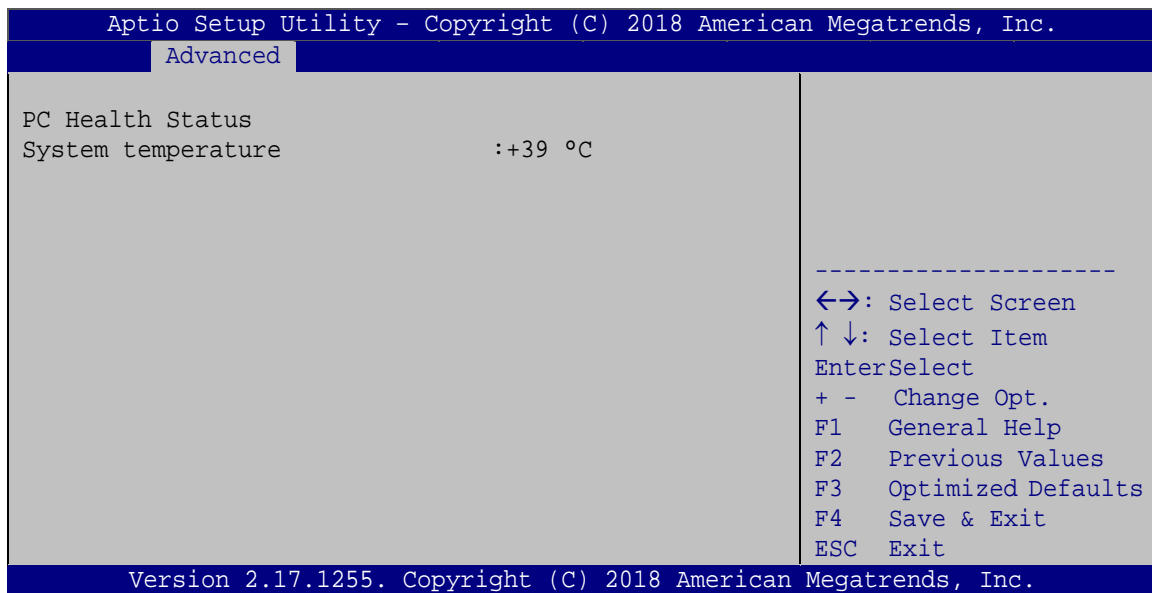 Aptio Setup Utility – Copyright (C) 2018 American Megatrends, Inc.
Advanced
PC Health Status
System temperature :+39 ºC
----------------------
←→: Select Screen
↑ ↓: Select Item
EnterSelect
+ - Change Opt.
F1 General Help
F2 Previous Values
F3 Optimized Defaults
F4 Save & Exit
ESC Exit
Version 2.17.1255. Copyright (C) 2018 American Megatrends, Inc.